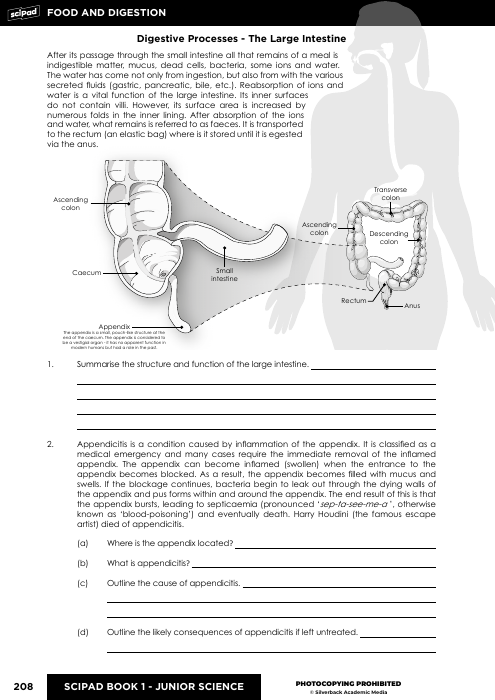 scipad FOOD AND DIGESTION
Digestive Processes - The Large Intestine
After its passage through the small intestine all that remains of a meal is
indigestible matter, mucus, dead cells, bacteria, some ions and water.
The water has come not only from ingestion, but also from with the various
secreted fluids (gastric, pancreatic, bile, etc.). Reabsorption of ions and
water is a vital function of the large intestine. Its inner surfaces
do not contain villi. However, its surface area is increased by
numerous folds in the inner lining. After absorption of the ions
and water, what remains is referred to as faeces. It is transported
to the rectum (an elastic bag) where is it stored until it is egested
via the anus.
Ascending
colon
Caecum
Appendix
The appendix is a small, pouch-like structure at the
end of the caecum. The appendix is considered to
be a vestigial organ - it has no apparent function in
modern humans but had a role in the past.
Small
intestine
Ascending
colon
Transverse
colon
Descending
colon
Rectum
Anus
1. Summarise the structure and function of the large intestine.
2. Appendicitis is a condition caused by inflammation of the appendix. It is classified as a
medical emergency and many cases require the immediate removal of the inflamed
appendix. The appendix can become inflamed (swollen) when the entrance to the
appendix becomes blocked. As a result, the appendix becomes filled with mucus and
swells. If the blockage continues, bacteria begin to leak out through the dying walls of
the appendix and pus forms within and around the appendix. The end result of this is that
the appendix bursts, leading to septicaemia (pronounced 'sep-ta-see-me-a', otherwise
known as 'blood-poisoning') and eventually death. Harry Houdini (the famous escape
artist) died of appendicitis.
(a) Where is the appendix located?
(b) What is appendicitis?
(c) Outline the cause of appendicitis.
(d) Outline the likely consequences of appendicitis if left untreated.
208 SCIPAD BOOK 1 - JUNIOR SCIENCE
PHOTOCOPYING PROHIBITED
© Silverback Academic Media